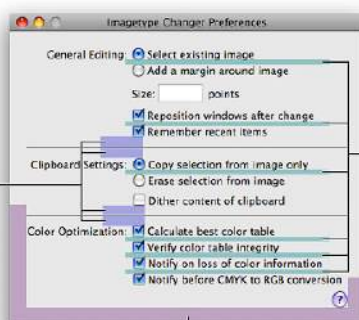 Imagetype Changer Preferences
General Editing: Select existing image
Add a margin around image
Size: points
Reposition windows after change
Remember recent items
Clipboard Settings: Copy selection from image only
Erase selection from image
Dither content of clipboard
Color Optimization: Calculate best color table
Verify color table integrity
Notify on loss of color information
Notify before CMYK to RGB conversion
?